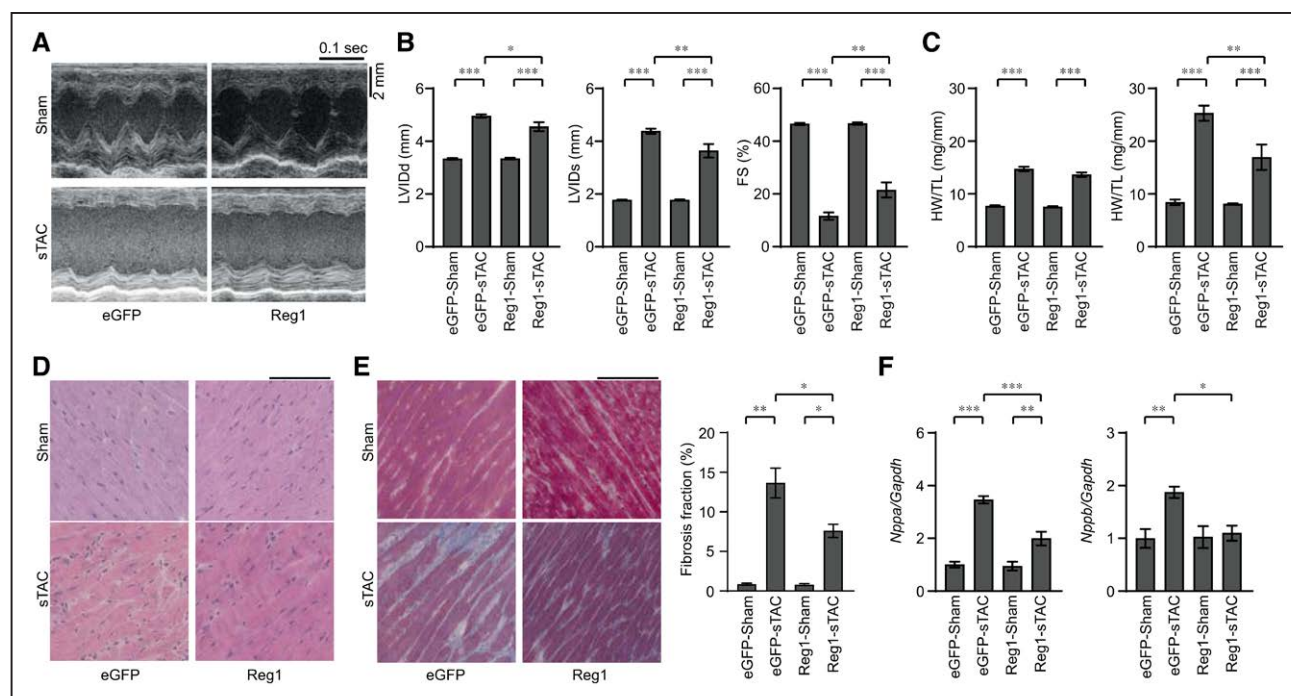 A
0.1 sec
2 mm
Sham
sTAC
eGFP
Reg1
B
*
***
***
LVIDd (mm)
6
4
2
0
eGFP-Sham
eGFP-sTAC
Reg1-Sham
Reg1-sTAC
**
***
***
LVIDs (mm)
6
4
2
0
eGFP-Sham
eGFP-sTAC
Reg1-Sham
Reg1-sTAC
**
***
***
FS (%)
60
40
20
0
eGFP-Sham
eGFP-sTAC
Reg1-Sham
Reg1-sTAC
C
***
***
HW/TL (mg/mm)
30
20
10
0
eGFP-Sham
eGFP-sTAC
Reg1-Sham
Reg1-sTAC
**
***
***
HW/TL (mg/mm)
30
20
10
0
eGFP-Sham
eGFP-sTAC
Reg1-Sham
Reg1-sTAC
D
Sham
sTAC
eGFP
Reg1
E
Sham
sTAC
eGFP
Reg1
*
**
*
Fibrosis fraction (%)
20
15
10
5
0
eGFP-Sham
eGFP-sTAC
Reg1-Sham
Reg1-sTAC
F
***
***
**
Nppa/Gapdh
6
4
2
0
eGFP-Sham
eGFP-sTAC
Reg1-Sham
Reg1-sTAC
*
**
Nppb/Gapdh
3
2
1
0
eGFP-Sham
eGFP-sTAC
Reg1-Sham
Reg1-sTAC